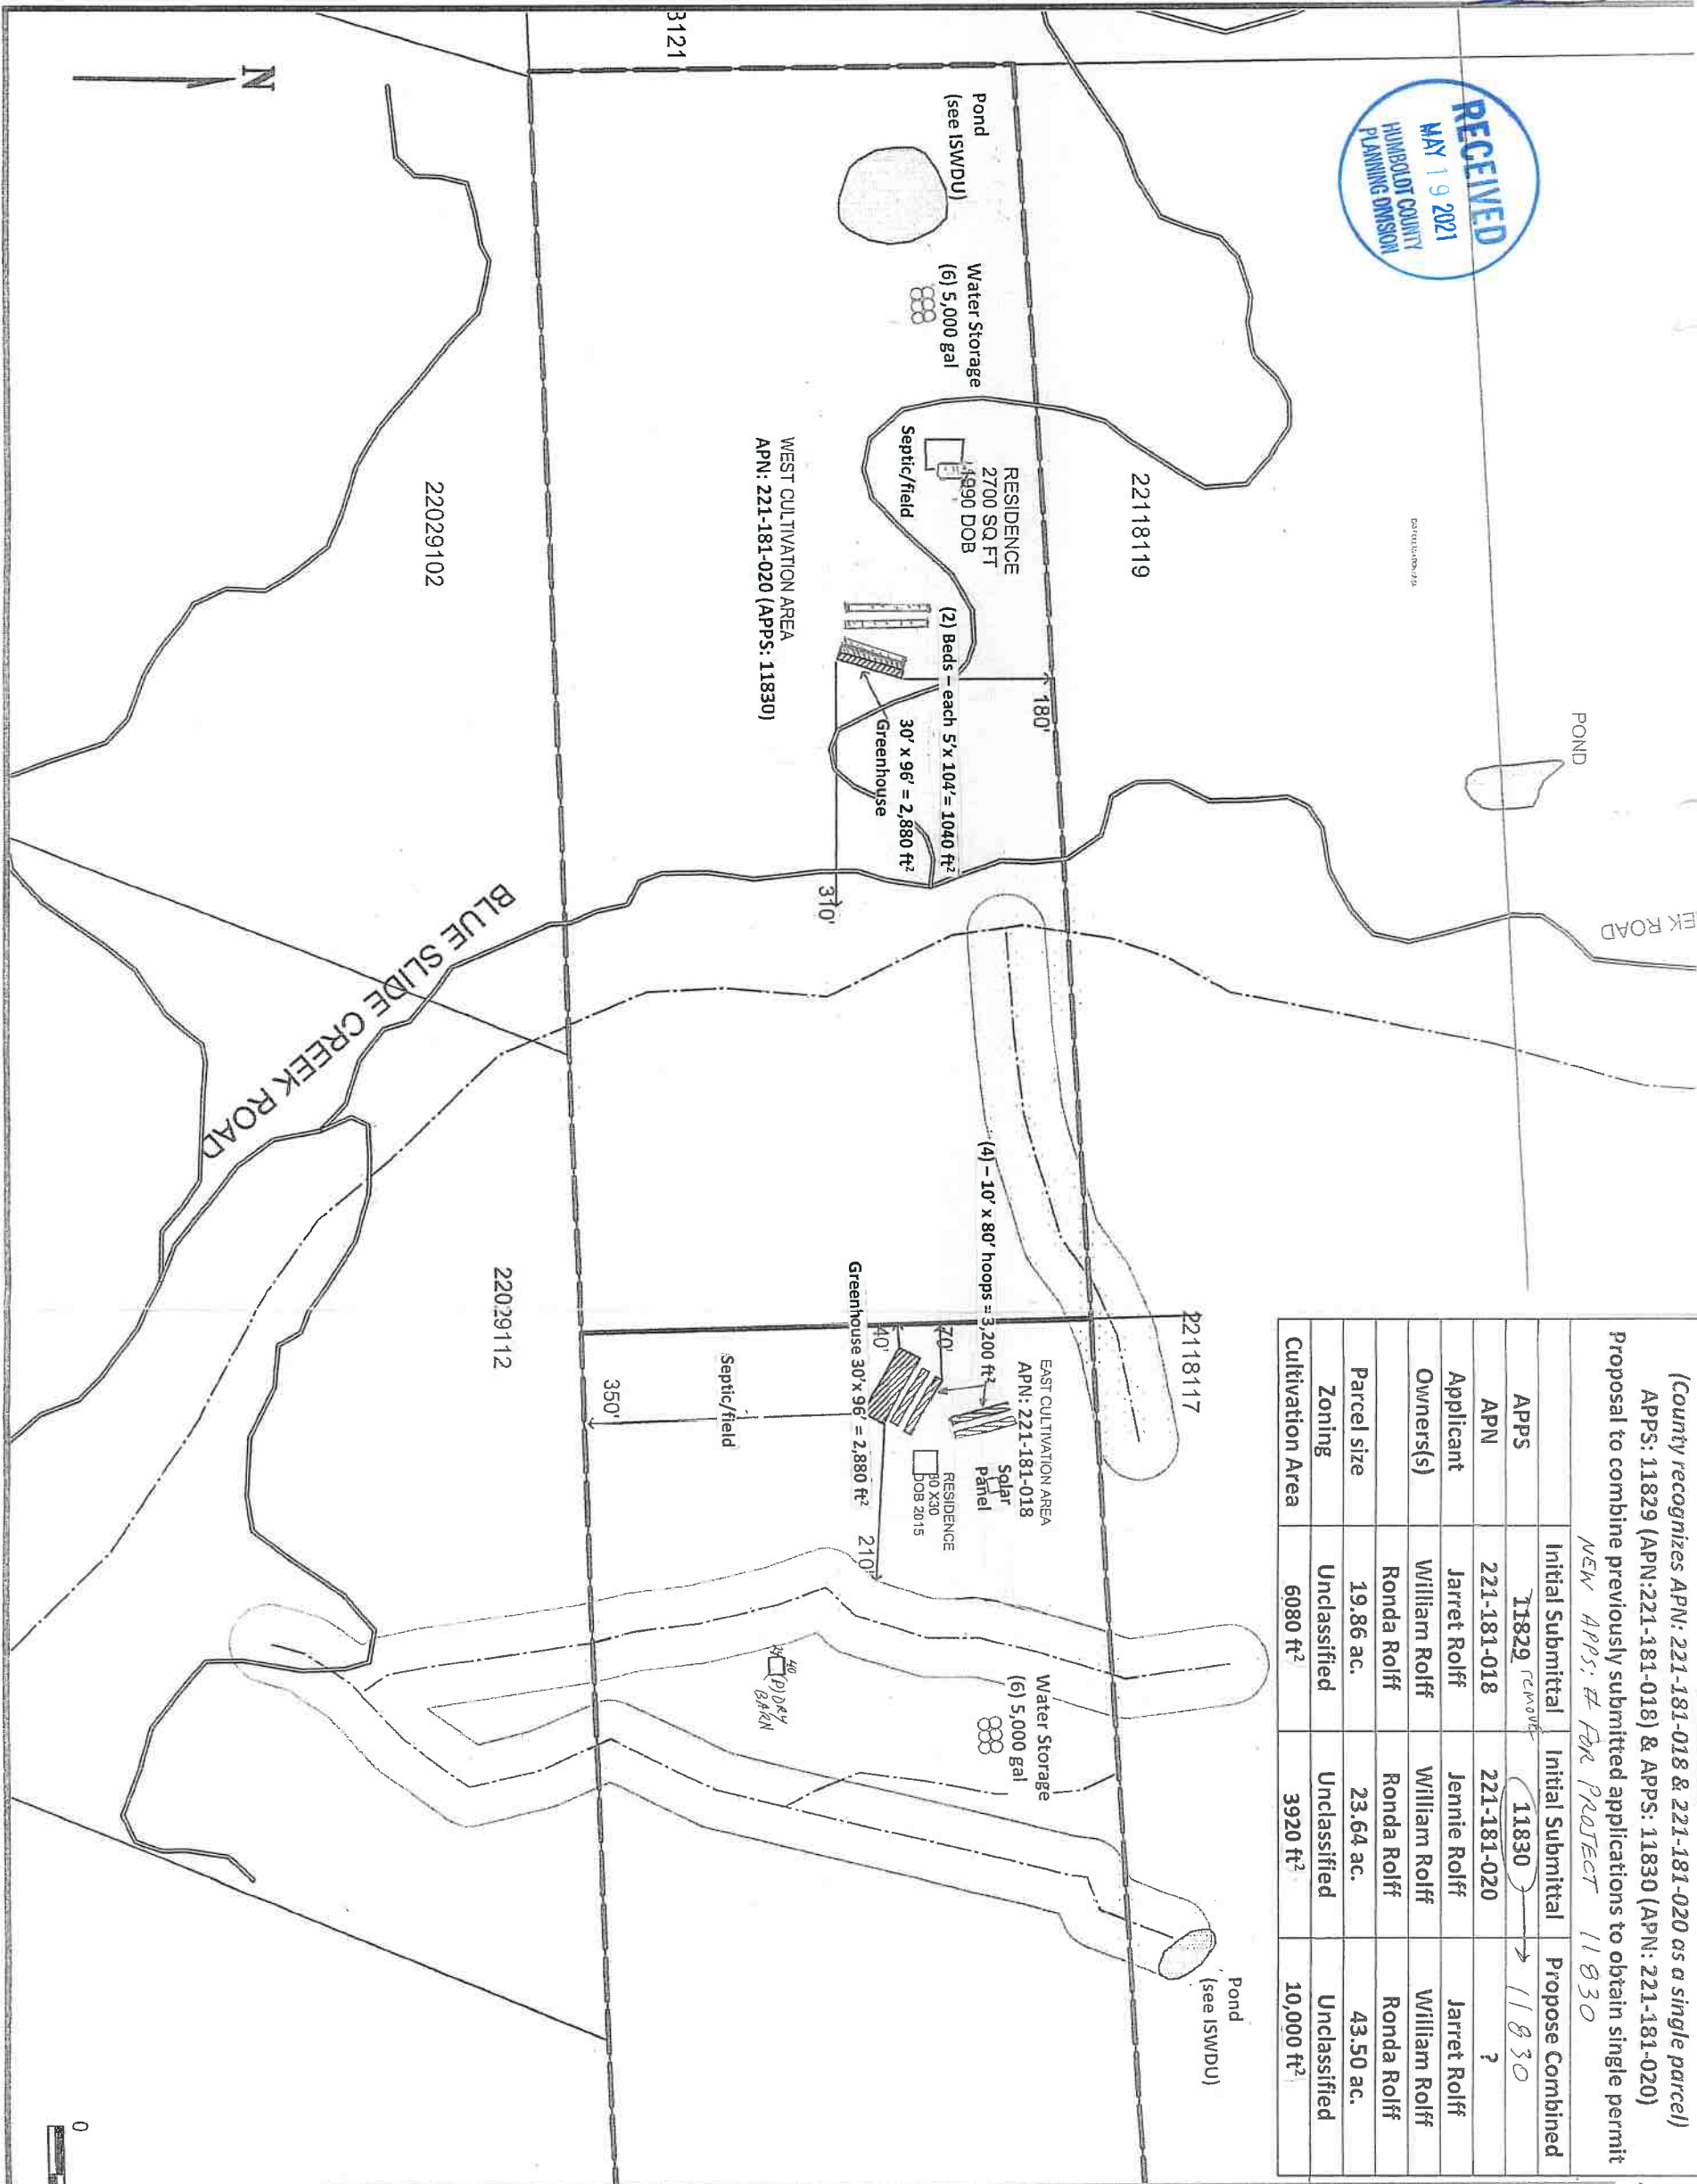 (County recognizes APN: 221-181-018 & 221-181-020 as a single parcel)
APPS: 11829 (APN:221-181-018) & APPS: 11830 (APN: 221-181-020)
Proposal to combine previously submitted applications to obtain single permit
NEW APPS: # FOR PROJECT 11830
Initial Submittal Initial Submittal Propose Combined
APPS 11829 remove 11830 11830
APN 221-181-018 221-181-020 ?
Applicant Jarret Rolff Jennie Rolff Jarret Rolff
Owners(s) William Rolff William Rolff William Rolff
Ronda Rolff Ronda Rolff Ronda Rolff
Parcel size 19.86 ac. 23.64 ac. 43.50 ac.
Zoning Unclassified Unclassified Unclassified
Cultivation Area 6080 ft² 3920 ft² 10,000 ft²
RECEIVED
MAY 19 2021
HUMBOLDT COUNTY
PLANNING DIVISION
POND
EK ROAD
22118119
22118117
3121
Pond
(see ISWDU)
Water Storage
(6) 5,000 gal
RESIDENCE
2700 SQ FT
1990 DOB
Septic/field
(2) Beds – each 5'x 104'= 1040 ft²
30' x 96' = 2,880 ft²
Greenhouse
180'
310'
WEST CULTIVATION AREA
APN: 221-181-020 (APPS: 11830)
(4) – 10' x 80' hoops = 3,200 ft²
EAST CULTIVATION AREA
APN: 221-181-018
Solar
Panel
70'
40'
RESIDENCE
30 X30
DOB 2015
Greenhouse 30'x 96' = 2,880 ft²
210'
Septic/field
350'
Water Storage
(6) 5,000 gal
40
24
(P) DRY
BARN
Pond
(see ISWDU)
22029102
22029112
BLUE SLIDE CREEK ROAD
N
0